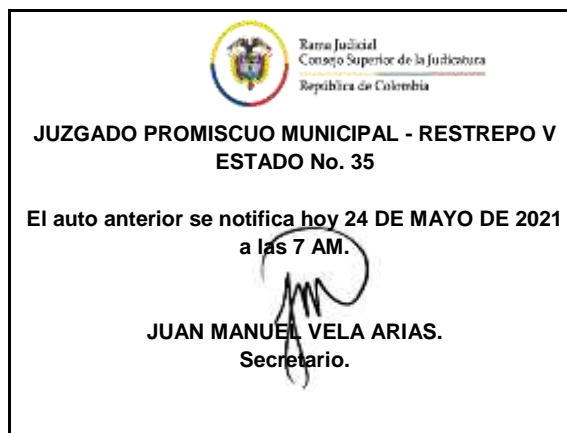 Rama Judicial
Consejo Superior de la Judicatura
República de Colombia
JUZGADO PROMISCUO MUNICIPAL - RESTREPO V
ESTADO No. 35
El auto anterior se notifica hoy 24 DE MAYO DE 2021
a las 7 AM.
JUAN MANUEL VELA ARIAS.
Secretario.